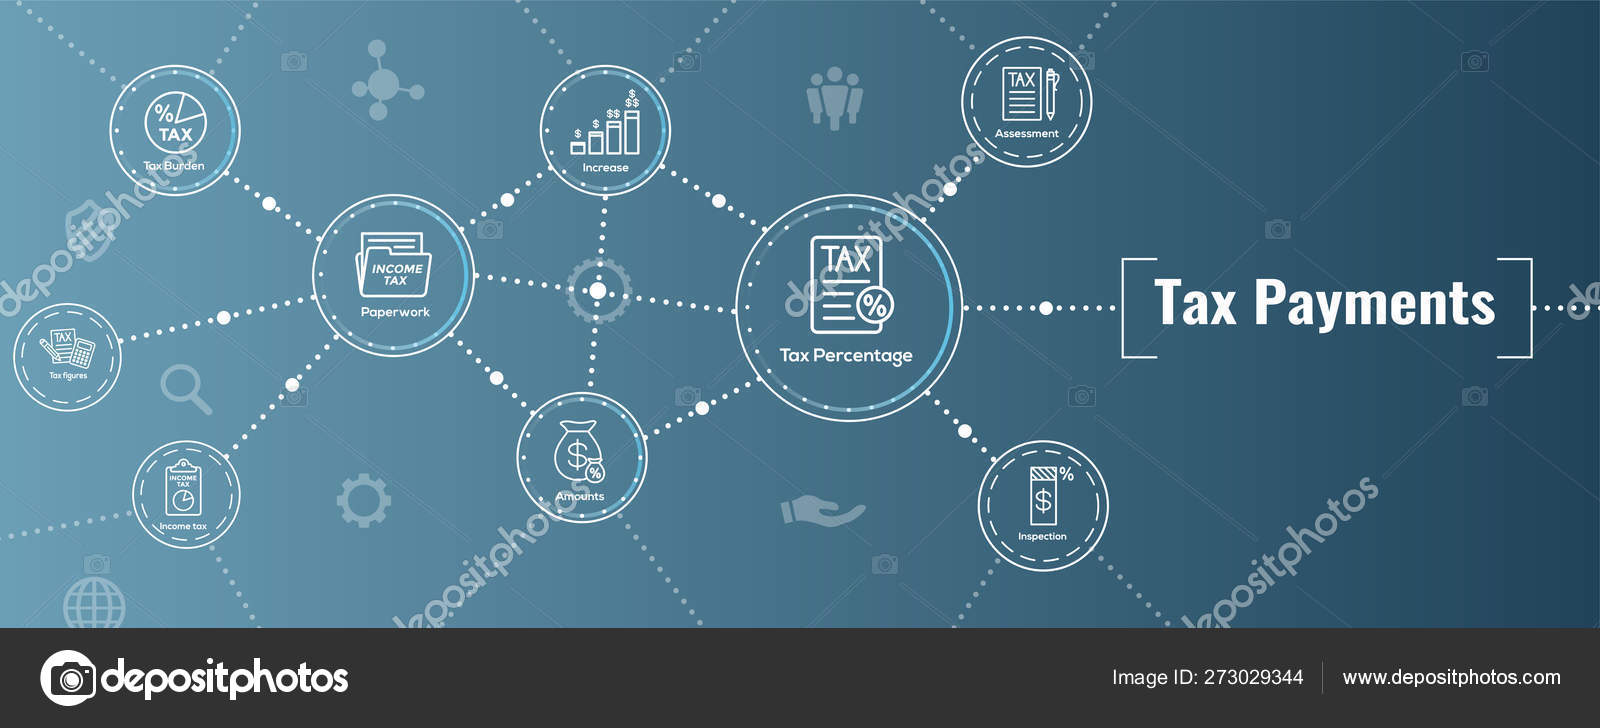 % TAX
Tax Burden
$ $ $$ $ $$
Increase
TAX
Assessment
INCOME
TAX
Paperwork
TAX
%
Tax Percentage
Tax Payments
TAX
Tax figures
INCOME
TAX
Income tax
$ %
Amounts
$ %
Inspection
depositphotos
depositphotos
depositphotos
depositphotos
depositphotos
depositphotos Image ID: 273029344 www.depositphotos.com